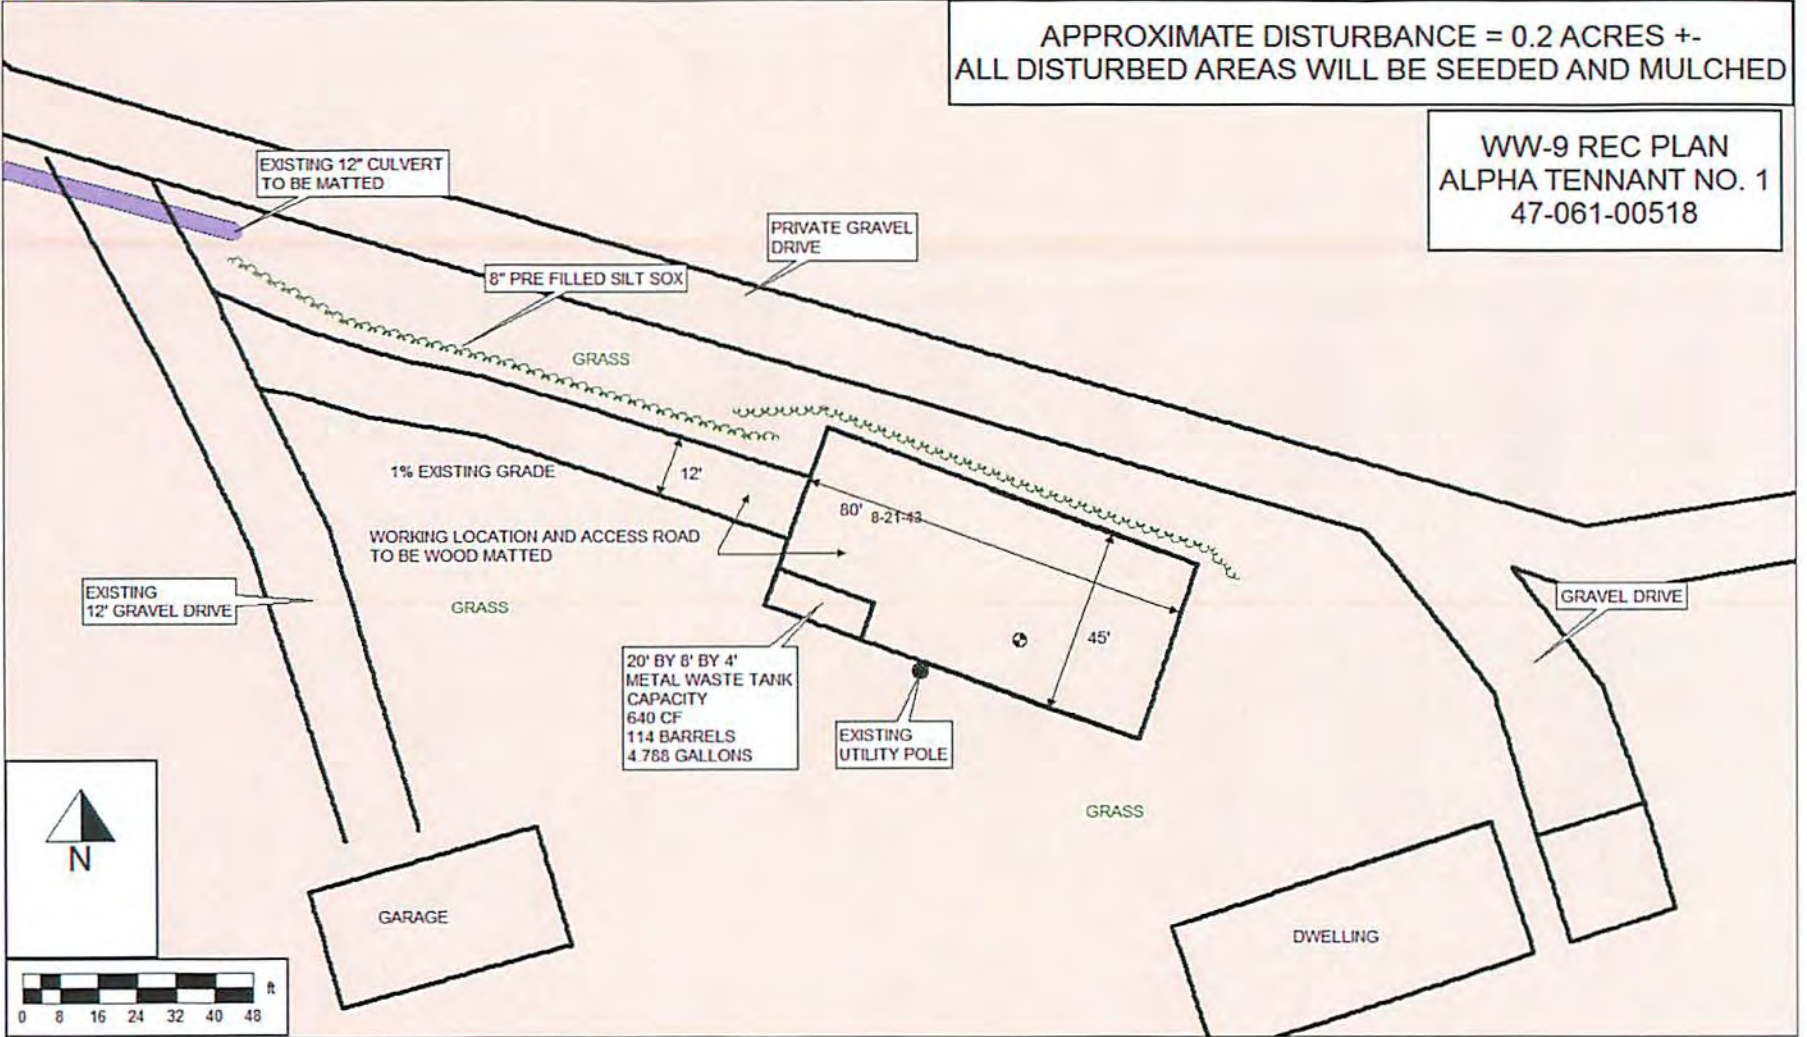 APPROXIMATE DISTURBANCE = 0.2 ACRES +-
ALL DISTURBED AREAS WILL BE SEEDED AND MULCHED
WW-9 REC PLAN
ALPHA TENNANT NO. 1
47-061-00518
EXISTING 12" CULVERT
TO BE MATTED
PRIVATE GRAVEL
DRIVE
8" PRE FILLED SILT SOX
GRASS
1% EXISTING GRADE
12'
80'
8-21-43
WORKING LOCATION AND ACCESS ROAD
TO BE WOOD MATTED
EXISTING
12' GRAVEL DRIVE
GRASS
GRAVEL DRIVE
45'
20' BY 8' BY 4'
METAL WASTE TANK
CAPACITY
640 CF
114 BARRELS
4.788 GALLONS
EXISTING
UTILITY POLE
GRASS
N
GARAGE
DWELLING
ft
0 8 16 24 32 40 48